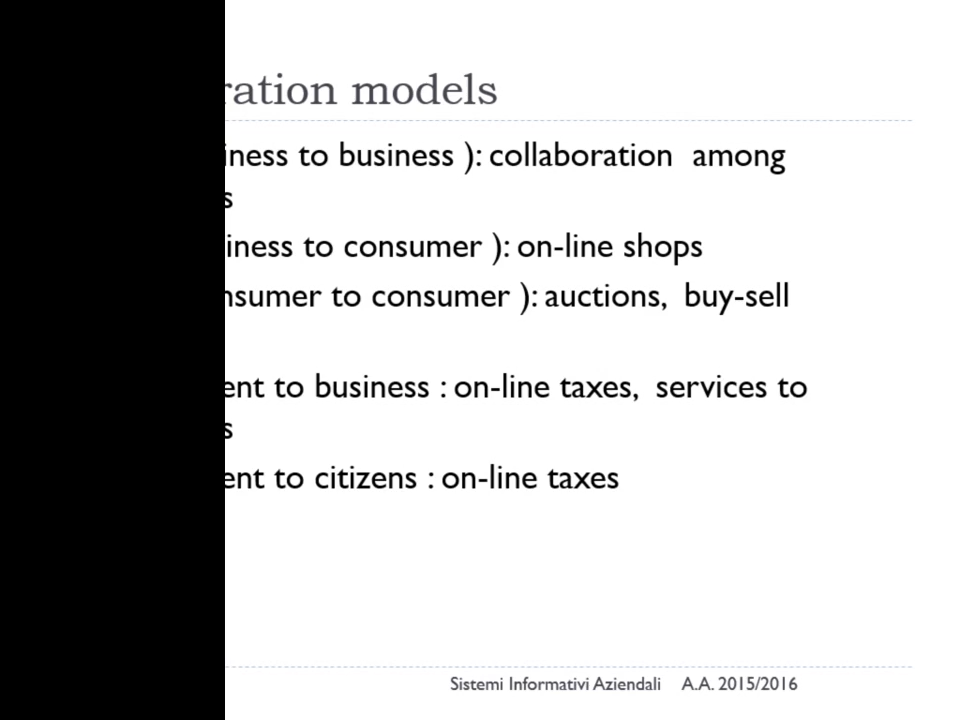 ration models
iness to business ): collaboration among
s
iness to consumer ): on-line shops
nsumer to consumer ): auctions, buy-sell
ent to business : on-line taxes, services to
s
ent to citizens : on-line taxes
Sistemi Informativi Aziendali A.A. 2015/2016